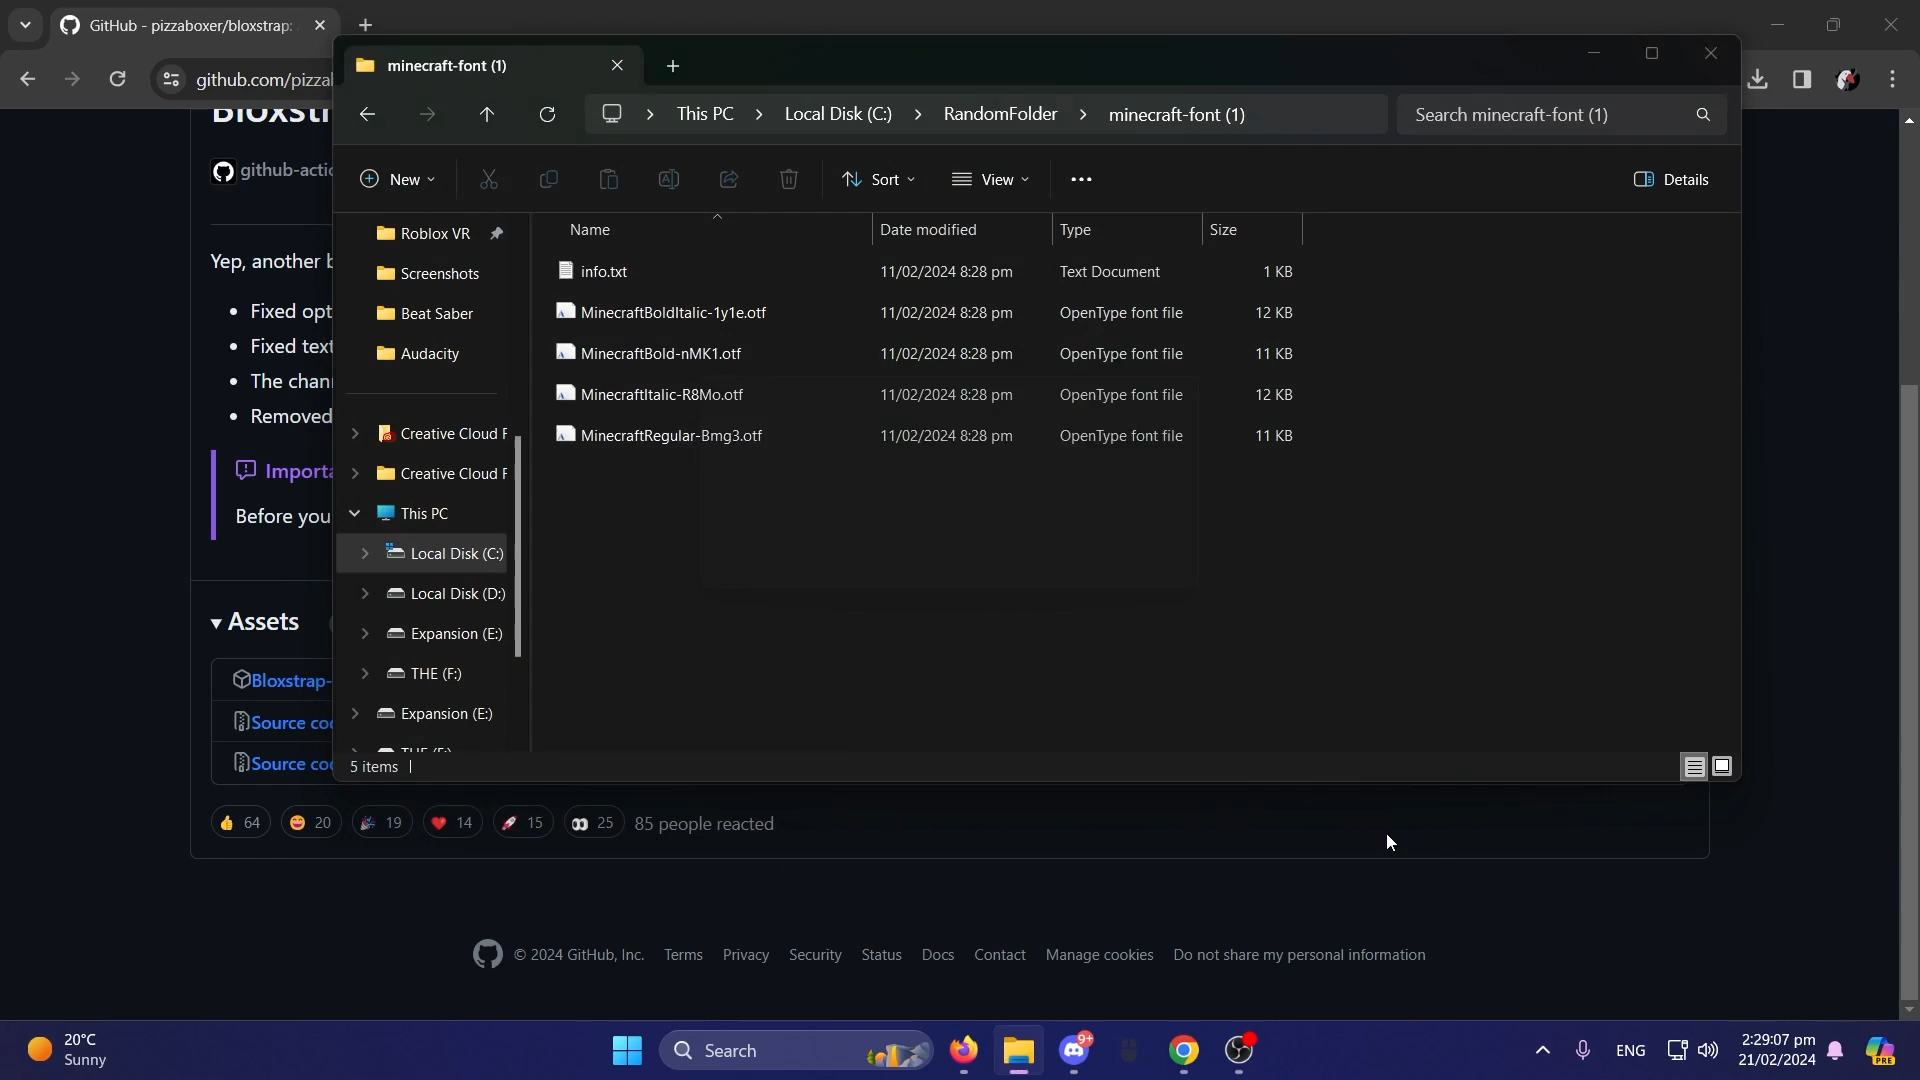 GitHub - pizzaboxer/bloxstrap:
github.com/pizzal
minecraft-font (1)
This PC
Local Disk (C:)
RandomFolder
minecraft-font (1)
Search minecraft-font (1)
New
Sort
View
Details
Bloxstr
github-actio
Yep, another b
Fixed opt
Fixed text
The chan
Removed
Importa
Before you
Assets
Bloxstrap-
Source cod
Source cod
Roblox VR
Screenshots
Beat Saber
Audacity
Creative Cloud F
Creative Cloud F
This PC
Local Disk (C:)
Local Disk (D:)
Expansion (E:)
THE (F:)
Expansion (E:)
THE (F:)
Name Date modified Type Size
info.txt 11/02/2024 8:28 pm Text Document 1 KB
MinecraftBoldItalic-1y1e.otf 11/02/2024 8:28 pm OpenType font file 12 KB
MinecraftBold-nMK1.otf 11/02/2024 8:28 pm OpenType font file 11 KB
MinecraftItalic-R8Mo.otf 11/02/2024 8:28 pm OpenType font file 12 KB
MinecraftRegular-Bmg3.otf 11/02/2024 8:28 pm OpenType font file 11 KB
5 items
64 20 19 14 15 25 85 people reacted
© 2024 GitHub, Inc. Terms Privacy Security Status Docs Contact Manage cookies Do not share my personal information
20°C
Sunny
Search
9+
ENG
2:29:07 pm
21/02/2024
PRE